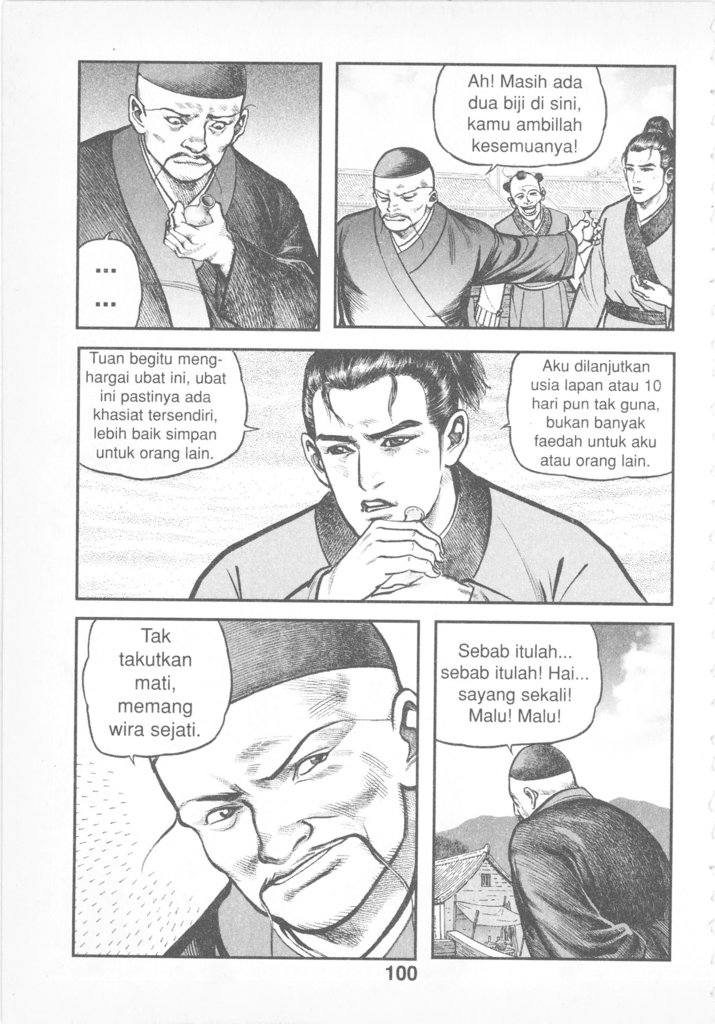 ...
...
Ah! Masih ada
dua biji di sini,
kamu ambillah
kesemuanya!
Tuan begitu meng-
hargai ubat ini, ubat
ini pastinya ada
khasiat tersendiri,
lebih baik simpan
untuk orang lain.
Aku dilanjutkan
usia lapan atau 10
hari pun tak guna,
bukan banyak
faedah untuk aku
atau orang lain.
Tak
takutkan
mati,
memang
wira sejati.
Sebab itulah...
sebab itulah! Hai...
sayang sekali!
Malu! Malu!
100